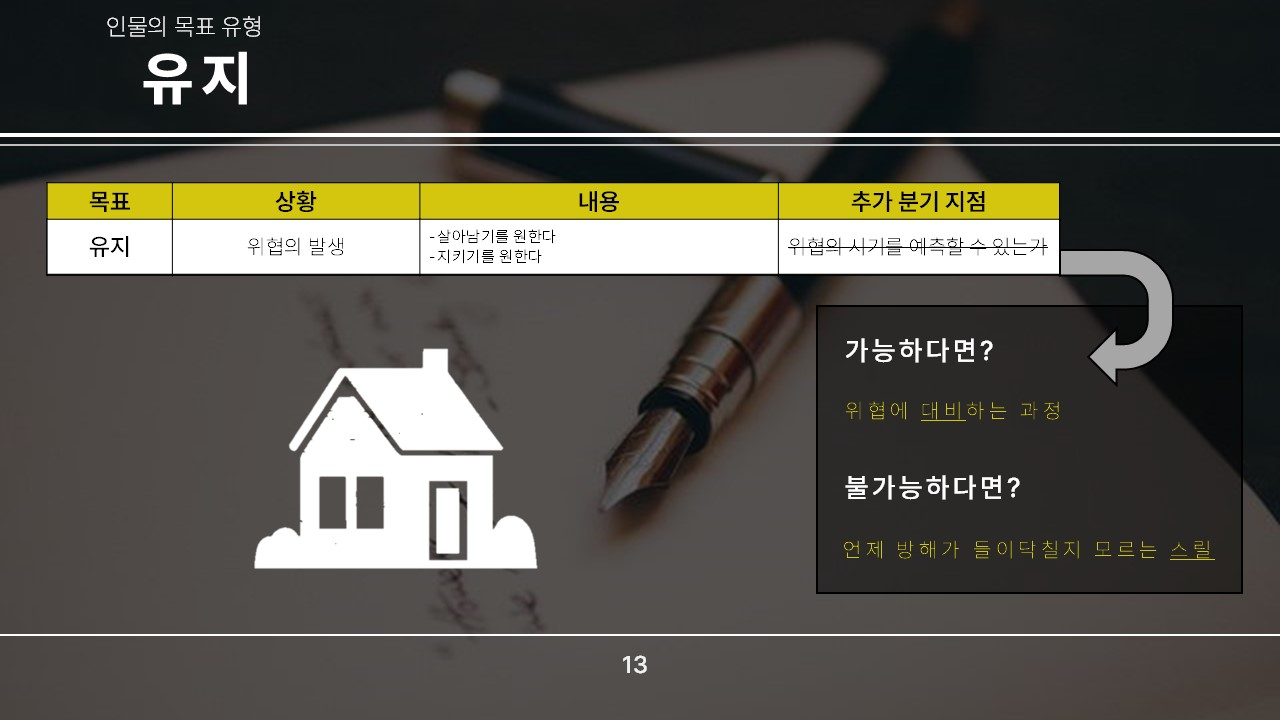 인물의 목표 유형
유지
목표 상황 내용 추가 분기 지점
유지 위협의 발생 -살아남기를 원한다 위협의 시기를 예측할 수 있는가
-지키기를 원한다
가능하다면?
위협에 대비하는 과정
불가능하다면?
언제 방해가 들이닥칠지 모르는 스릴
13